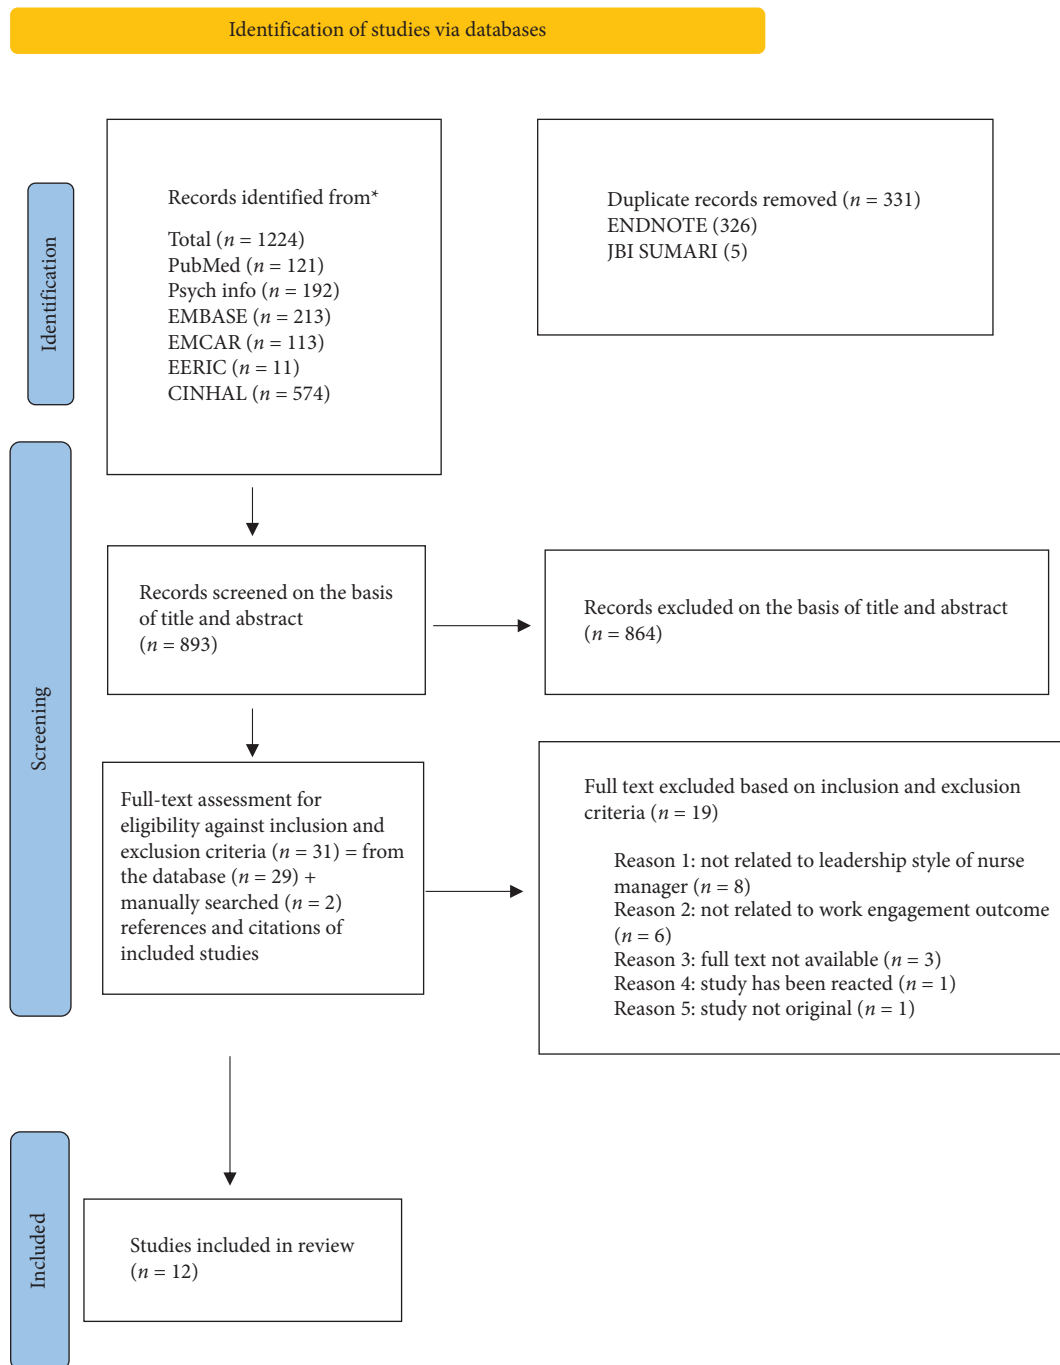 Identification of studies via databases
Identification
Records identified from*
Total (n = 1224)
PubMed (n = 121)
Psych info (n = 192)
EMBASE (n = 213)
EMCAR (n = 113)
EERIC (n = 11)
CINHAL (n = 574)
Duplicate records removed (n = 331)
ENDNOTE (326)
JBI SUMARI (5)
Screening
Records screened on the basis
of title and abstract
(n = 893)
Records excluded on the basis of title and abstract
(n = 864)
Full-text assessment for
eligibility against inclusion and
exclusion criteria (n = 31) = from
the database (n = 29) +
manually searched (n = 2)
references and citations of
included studies
Full text excluded based on inclusion and exclusion
criteria (n = 19)
Reason 1: not related to leadership style of nurse
manager (n = 8)
Reason 2: not related to work engagement outcome
(n = 6)
Reason 3: full text not available (n = 3)
Reason 4: study has been reacted (n = 1)
Reason 5: study not original (n = 1)
Included
Studies included in review
(n = 12)